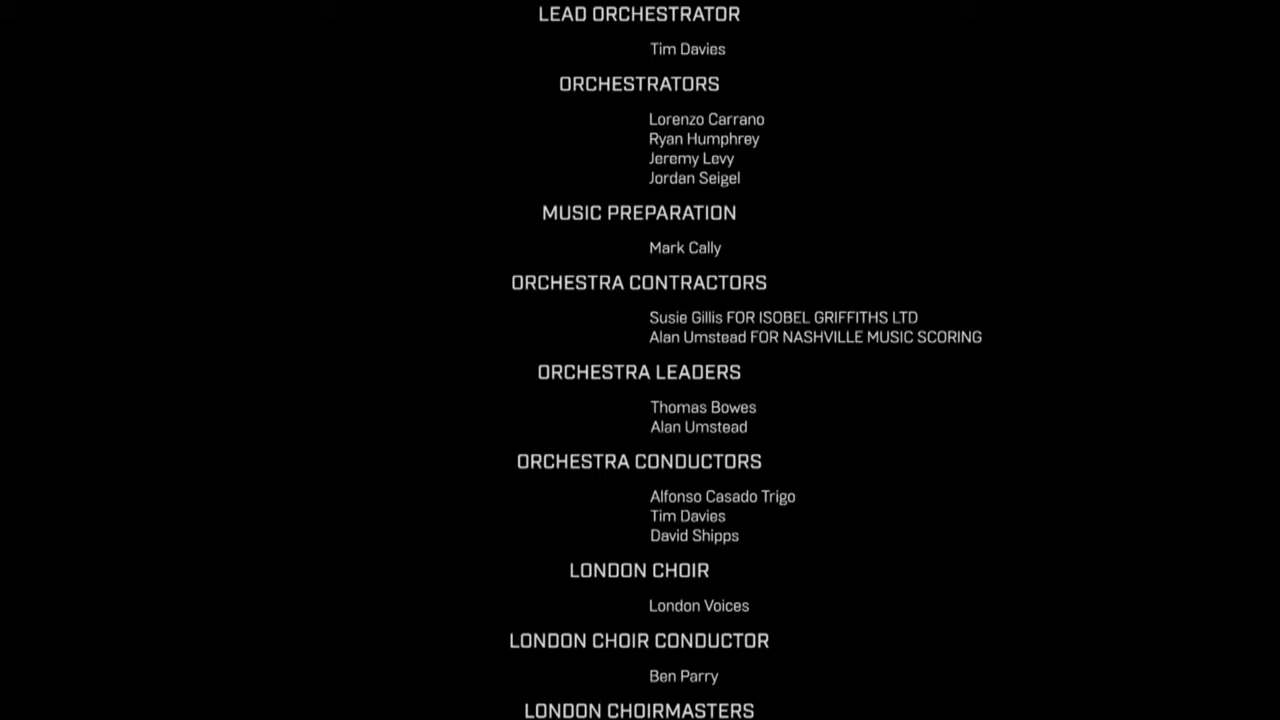 LEAD ORCHESTRATOR
Tim Davies
ORCHESTRATORS
Lorenzo Carrano
Ryan Humphrey
Jeremy Levy
Jordan Seigel
MUSIC PREPARATION
Mark Cally
ORCHESTRA CONTRACTORS
Susie Gillis FOR ISOBEL GRIFFITHS LTD
Alan Umstead FOR NASHVILLE MUSIC SCORING
ORCHESTRA LEADERS
Thomas Bowes
Alan Umstead
ORCHESTRA CONDUCTORS
Alfonso Casado Trigo
Tim Davies
David Shipps
LONDON CHOIR
London Voices
LONDON CHOIR CONDUCTOR
Ben Parry
LONDON CHOIRMASTERS